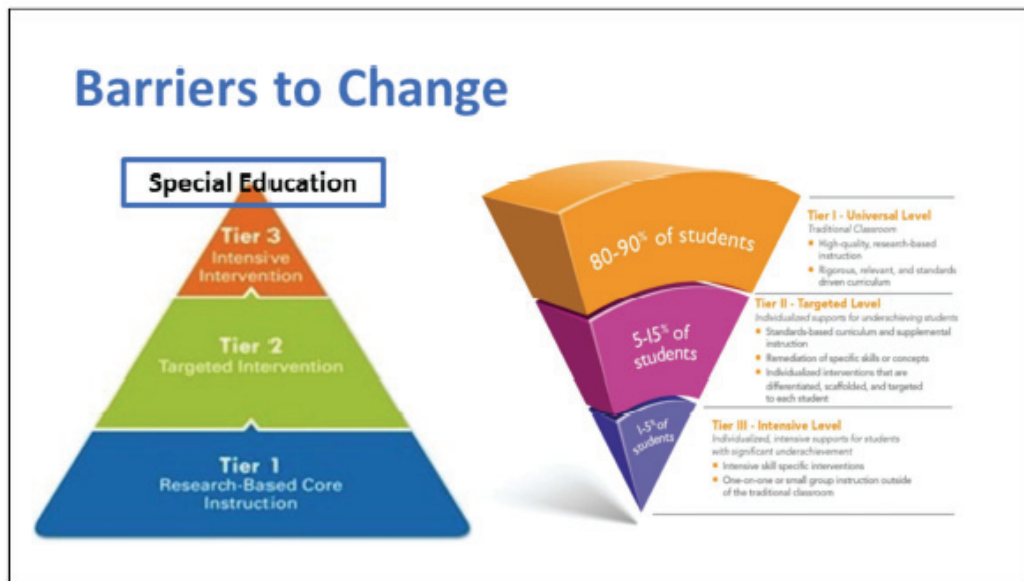 Barriers to Change
Special Education
Tier 3
Intensive
Intervention
Tier 2
Targeted Intervention
Tier 1
Research-Based Core
Instruction
80-90% of students
5-15% of
students
1-5% of
students
Tier I - Universal Level
Traditional Classroom
• High-quality, research-based
instruction
• Rigorous, relevant, and standards
driven curriculum
Tier II - Targeted Level
Individualized supports for underachieving students
• Standards-based curriculum and supplemental
instruction
• Remediation of specific skills or concepts
• Individualized interventions that are
differentiated, scaffolded, and targeted
to each student
Tier III - Intensive Level
Individualized, intensive supports for students
with significant underachievement
• Intensive skill specific interventions
• One-on-one or small group instruction outside
of the traditional classroom